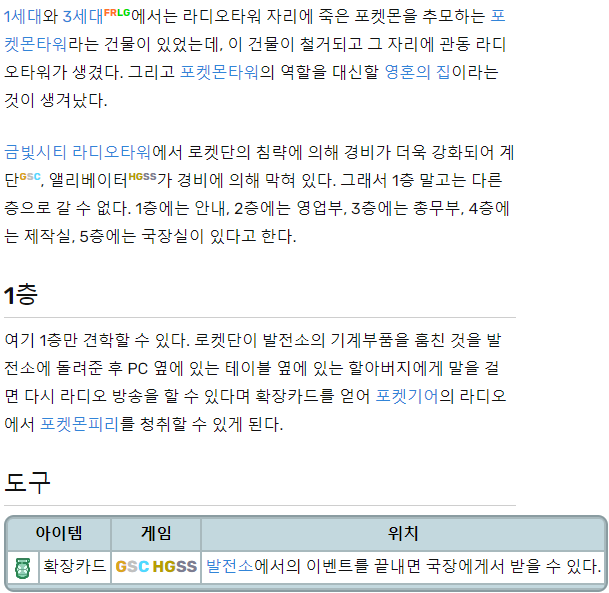 1세대와 3세대FRLG에서는 라디오타워 자리에 죽은 포켓몬을 추모하는 포
켓몬타워라는 건물이 있었는데, 이 건물이 철거되고 그 자리에 관동 라디
오타워가 생겼다. 그리고 포켓몬타워의 역할을 대신할 영혼의 집이라는
것이 생겨났다.
금빛시티 라디오타워에서 로켓단의 침략에 의해 경비가 더욱 강화되어 계
단GSC, 앨리베이터HGSS가 경비에 의해 막혀 있다. 그래서 1층 말고는 다른
층으로 갈 수 없다. 1층에는 안내, 2층에는 영업부, 3층에는 총무부, 4층에
는 제작실, 5층에는 국장실이 있다고 한다.
1층
여기 1층만 견학할 수 있다. 로켓단이 발전소의 기계부품을 훔친 것을 발
전소에 돌려준 후 PC 옆에 있는 테이블 옆에 있는 할아버지에게 말을 걸
면 다시 라디오 방송을 할 수 있다며 확장카드를 얻어 포켓기어의 라디오
에서 포켓몬피리를 청취할 수 있게 된다.
도구
아이템 게임 위치
확장카드 GSC HGSS 발전소에서의 이벤트를 끝내면 국장에게서 받을 수 있다.